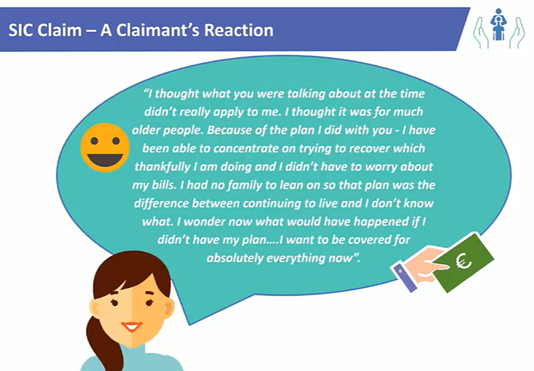 SIC Claim – A Claimant's Reaction
"I thought what you were talking about at the time
didn't really apply to me. I thought it was for much
older people. Because of the plan I did with you - I have
been able to concentrate on trying to recover which
thankfully I am doing and I didn't have to worry about
my bills. I had no family to lean on so that plan was the
difference between continuing to live and I don't know
what. I wonder now what would have happened if I
didn't have my plan....I want to be covered for
absolutely everything now".
€